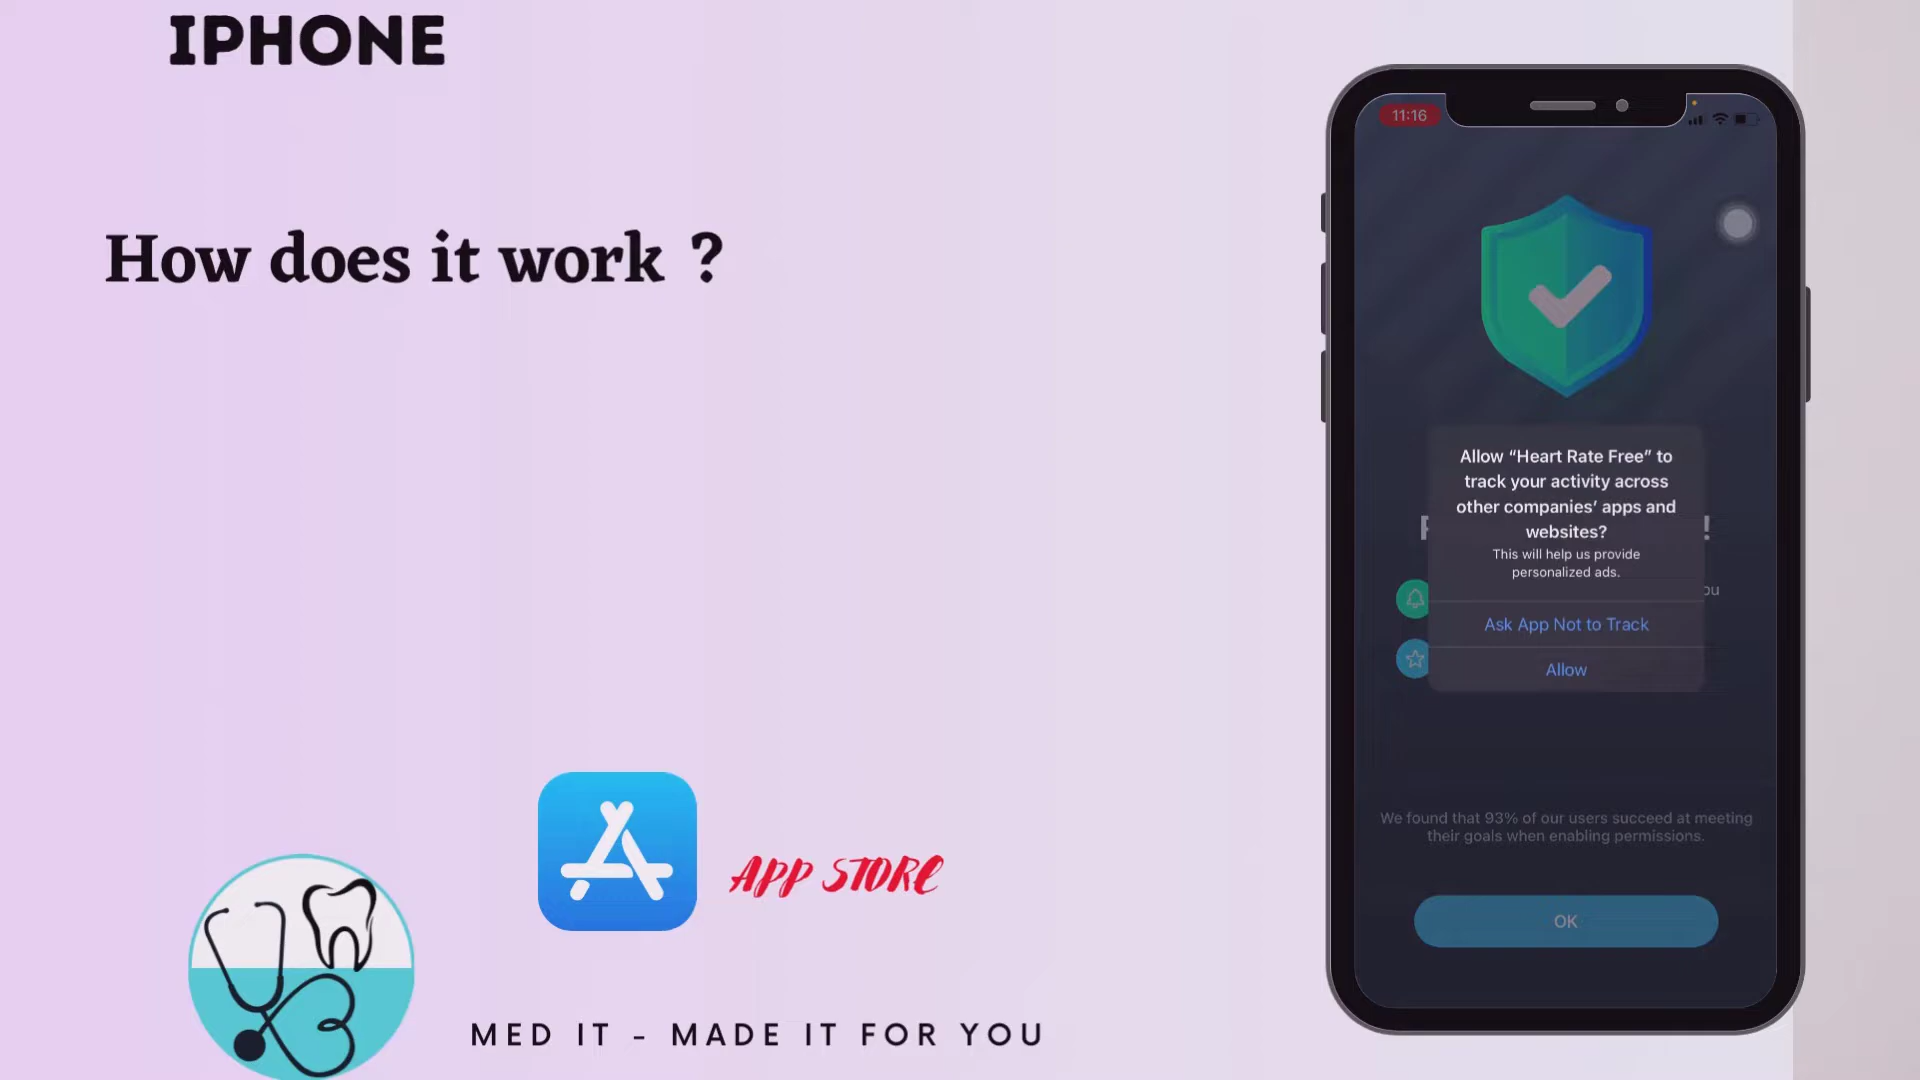 IPHONE
How does it work ?
APP STORE
MED IT - MADE IT FOR YOU
11:16
Allow “Heart Rate Free” to
track your activity across
other companies’ apps and
websites?
This will help us provide
personalized ads.
Ask App Not to Track
Allow
We found that 93% of our users succeed at meeting
their goals when enabling permissions.
OK